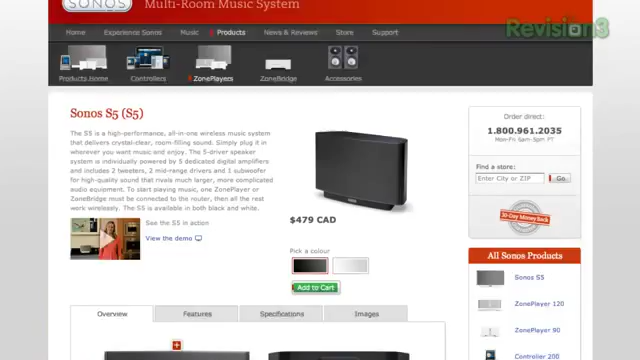 SONOS
Multi-Room Music System
Revision3
Home
Experience Sonos
Music
Products
News & Reviews
Store
Support
Products Home
Controllers
ZonePlayers
ZoneBridge
Accessories
Sonos S5 (S5)
The S5 is a high-performance, all-in-one wireless music system
that delivers crystal-clear, room-filling sound. Simply plug it in
wherever you want music and enjoy. The 5-driver speaker
system is individually powered by 5 dedicated digital amplifiers
and includes 2 tweeters, 2 mid-range drivers and 1 subwoofer
for high-quality sound that rivals much larger, more complicated
audio equipment. To start playing music, one ZonePlayer or
ZoneBridge must be connected to the router, then all the rest
work wirelessly. The S5 is available in both black and white.
See the S5 in action
View the demo
$479 CAD
Pick a colour
Add to Cart
Order direct:
1.800.961.2035
Mon-Fri 6am-5pm PT
Find a store:
Enter City or ZIP
Go
30-Day Money Back
All Sonos Products
Sonos S5
ZonePlayer 120
ZonePlayer 90
Controller 200
Overview
Features
Specifications
Images